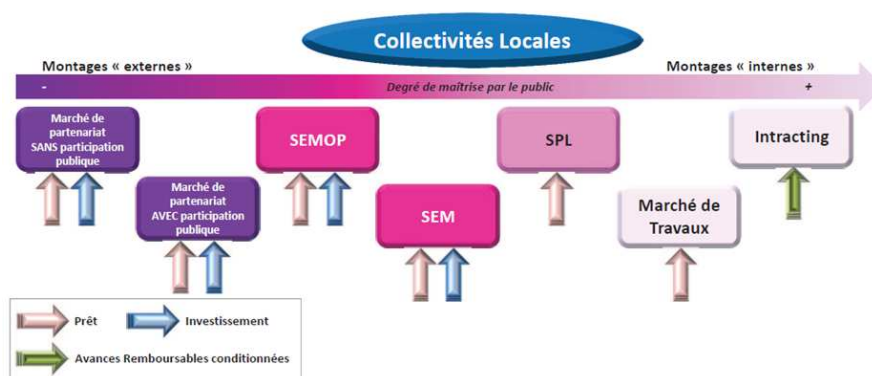 Collectivités Locales
Montages « externes »
Montages « internes »
-
Degré de maîtrise par le public
+
Marché de
partenariat
SANS participation
publique
SEMOP
SPL
Intracting
Marché de
partenariat
AVEC participation
publique
SEM
Marché de
Travaux
Prêt
Investissement
Avances Remboursables conditionnées